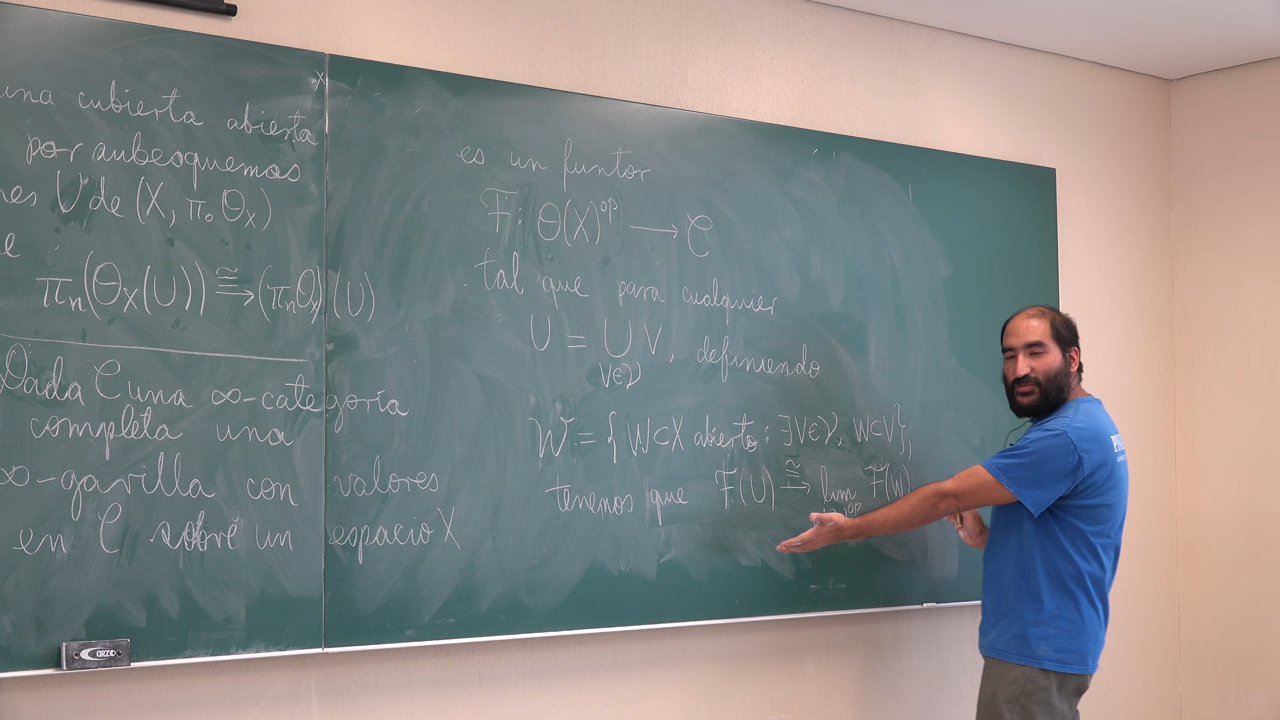 una cubierta abierta
por subesquemas
nes U de (X, π₀ O_X)
e
π_n(O_X(U)) ≅→ (π_n O_X)(U)
Dada C una ∞-categoría
completa una
∞-gavilla con valores
en C sobre un espacio X
es un funtor
F: O(X)^op → C
tal que para cualquier
U = ∪ V, definiendo
V∈V
W = { W⊂X abierto : ∃V∈V, W⊂V },
tenemos que F(U) ≅→ lim F(W)
CIRZO